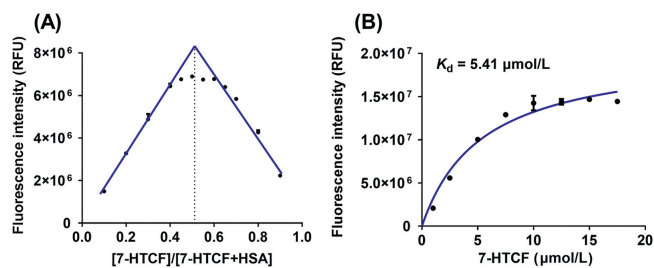 (A)
Fluorescence intensity (RFU)
8×10⁶
6×10⁶
4×10⁶
2×10⁶
0
0.0 0.2 0.4 0.6 0.8 1.0
[7-HTCF]/[7-HTCF+HSA]
(B)
Fluorescence intensity (RFU)
2.0×10⁷
1.5×10⁷
1.0×10⁷
5.0×10⁶
0
Kd = 5.41 μmol/L
0 5 10 15 20
7-HTCF (μmol/L)